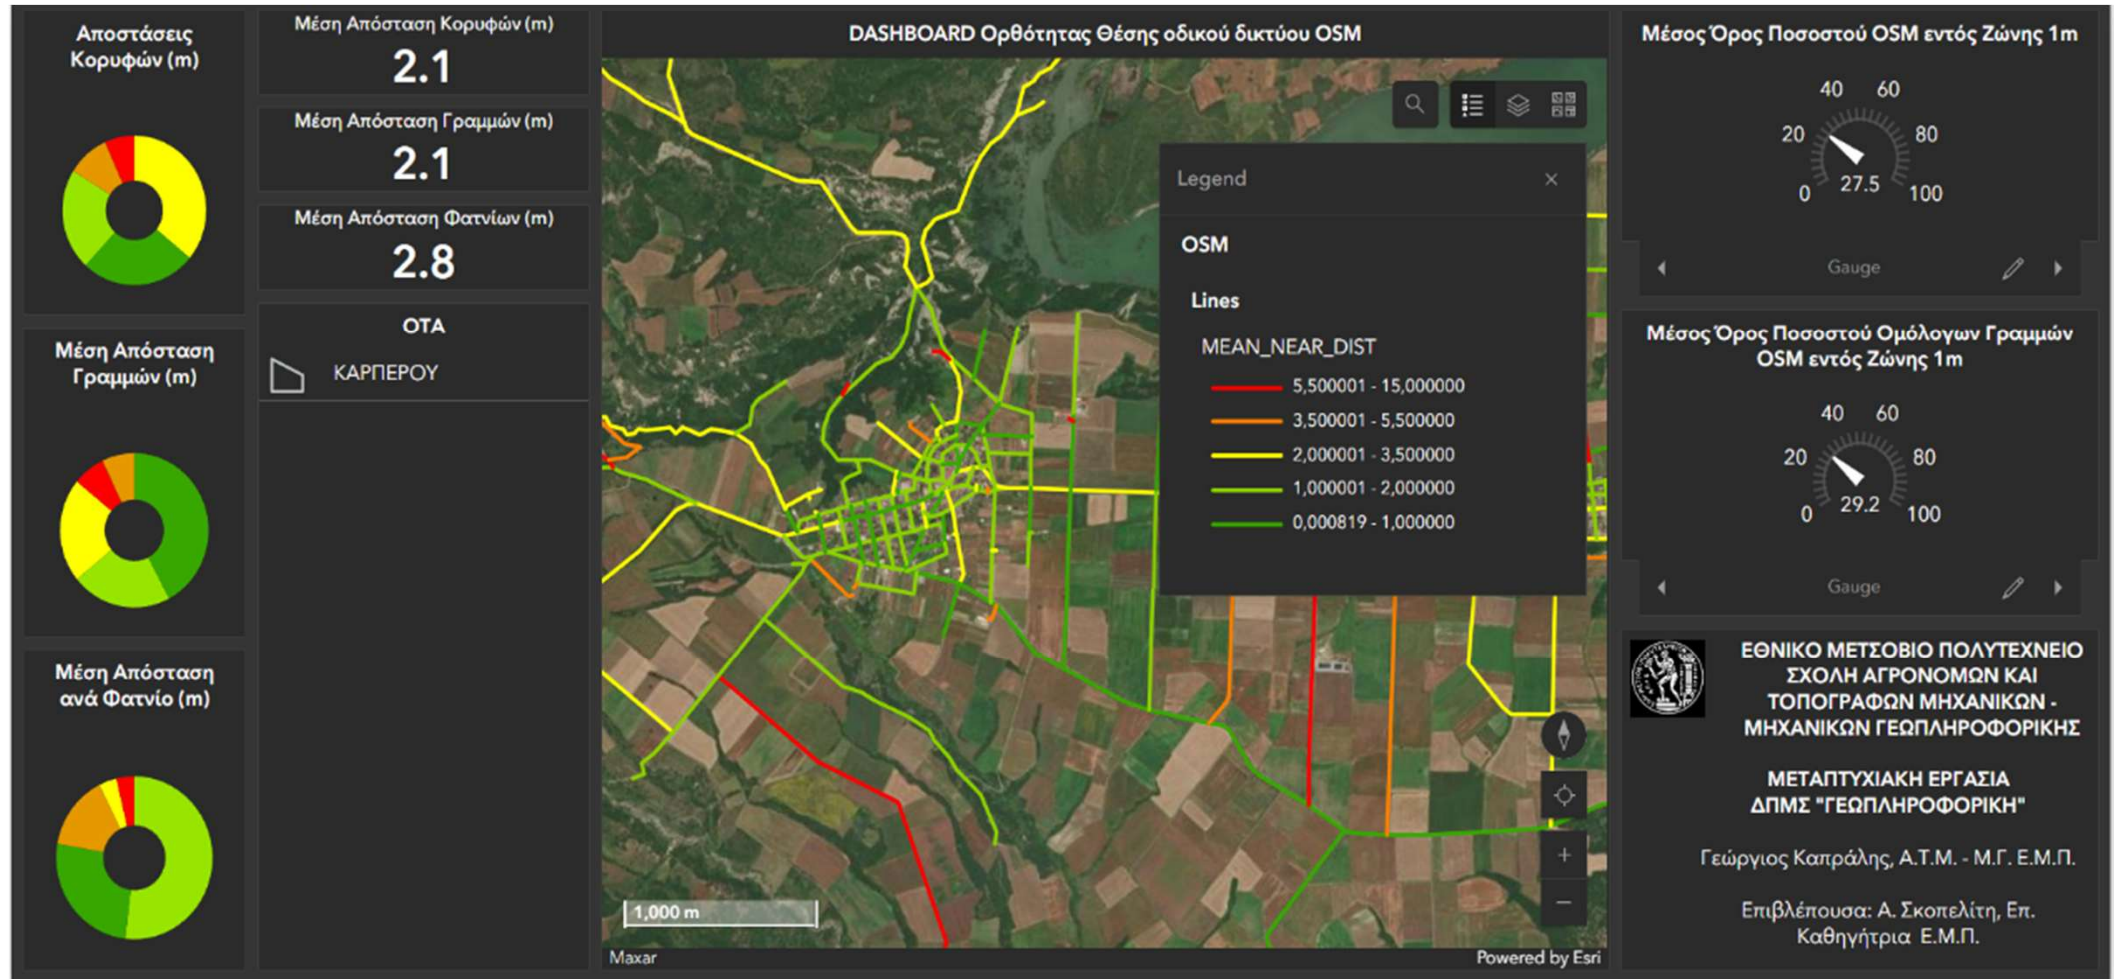 Αποστάσεις
Κορυφών (m)
Μέση Απόσταση
Γραμμών (m)
Μέση Απόσταση
ανά Φατνίο (m)
Μέση Απόσταση Κορυφών (m)
2.1
Μέση Απόσταση Γραμμών (m)
2.1
Μέση Απόσταση Φατνίων (m)
2.8
ΟΤΑ
ΚΑΡΠΕΡΟΥ
DASHBOARD Ορθότητας Θέσης οδικού δικτύου OSM
Legend
OSM
Lines
MEAN_NEAR_DIST
5,500001 - 15,000000
3,500001 - 5,500000
2,000001 - 3,500000
1,000001 - 2,000000
0,000819 - 1,000000
1,000 m
Maxar
Powered by Esri
Μέσος Όρος Ποσοστού OSM εντός Ζώνης 1m
40 60
20 80
0 27.5 100
Gauge
Μέσος Όρος Ποσοστού Ομόλογων Γραμμών
OSM εντός Ζώνης 1m
40 60
20 80
0 29.2 100
Gauge
ΕΘΝΙΚΟ ΜΕΤΣΟΒΙΟ ΠΟΛΥΤΕΧΝΕΙΟ
ΣΧΟΛΗ ΑΓΡΟΝΟΜΩΝ ΚΑΙ
ΤΟΠΟΓΡΑΦΩΝ ΜΗΧΑΝΙΚΩΝ -
ΜΗΧΑΝΙΚΩΝ ΓΕΩΠΛΗΡΟΦΟΡΙΚΗΣ
ΜΕΤΑΠΤΥΧΙΑΚΗ ΕΡΓΑΣΙΑ
ΔΠΜΣ "ΓΕΩΠΛΗΡΟΦΟΡΙΚΗ"
Γεώργιος Καπράλης, Α.Τ.Μ. - Μ.Γ. Ε.Μ.Π.
Επιβλέπουσα: Α. Σκοπελίτη, Επ.
Καθηγήτρια Ε.Μ.Π.